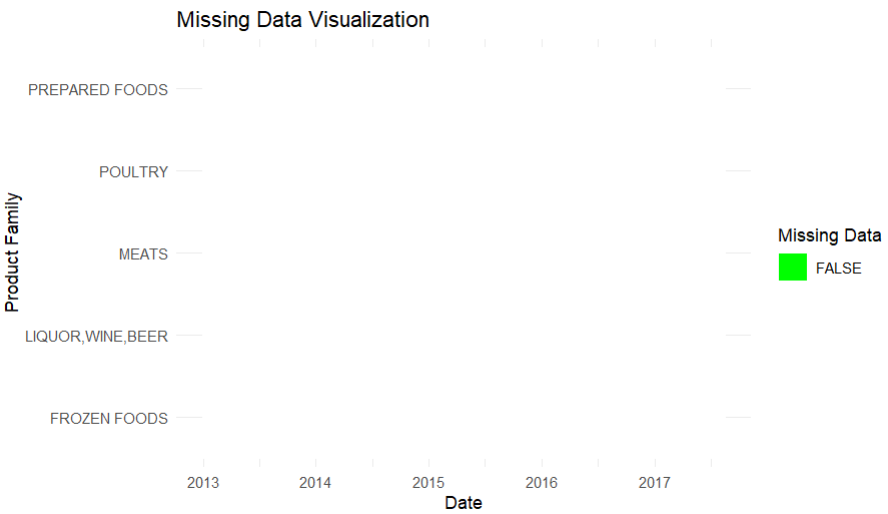 Missing Data Visualization
PREPARED FOODS
POULTRY
MEATS
LIQUOR,WINE,BEER
FROZEN FOODS
Product Family
2013 2014 2015 2016 2017
Date
Missing Data
FALSE